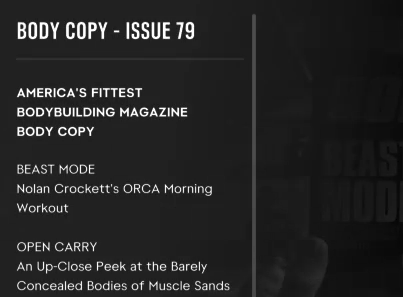 BODY COPY - ISSUE 79
AMERICA'S FITTEST
BODYBUILDING MAGAZINE
BODY COPY
BEAST MODE
Nolan Crockett's ORCA Morning
Workout
OPEN CARRY
An Up-Close Peek at the Barely
Concealed Bodies of Muscle Sands